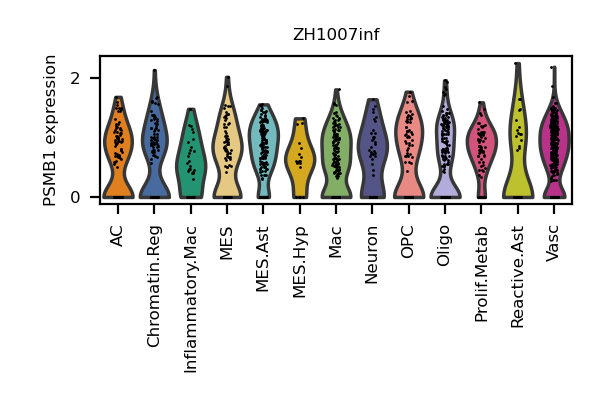 ZH1007inf
PSMB1 expression
2
0
AC
Chromatin.Reg
Inflammatory.Mac
MES
MES.Ast
MES.Hyp
Mac
Neuron
OPC
Oligo
Prolif.Metab
Reactive.Ast
Vasc